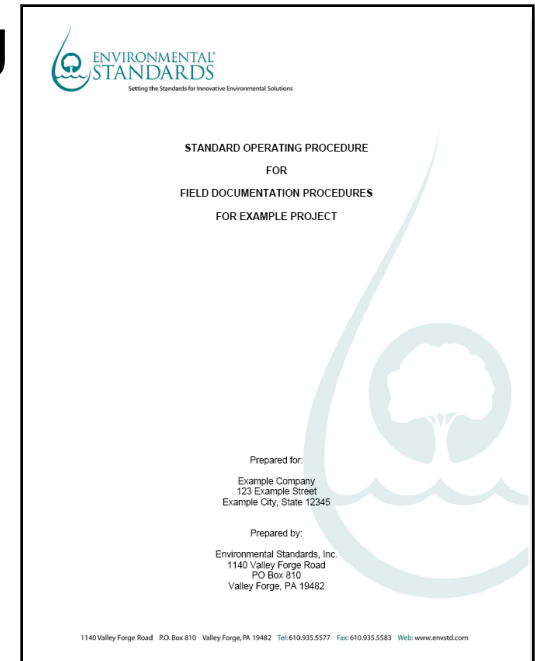 ENVIRONMENTAL®
STANDARDS
Setting the Standards for Innovative Environmental Solutions
STANDARD OPERATING PROCEDURE
FOR
FIELD DOCUMENTATION PROCEDURES
FOR EXAMPLE PROJECT
Prepared for:
Example Company
123 Example Street
Example City, State 12345
Prepared by:
Environmental Standards, Inc.
1140 Valley Forge Road
PO Box 810
Valley Forge, PA 19482
1140 Valley Forge Road P.O. Box 810 Valley Forge, PA 19482 Tel: 610.935.5577 Fax: 610.935.5583 Web: www.envstd.com